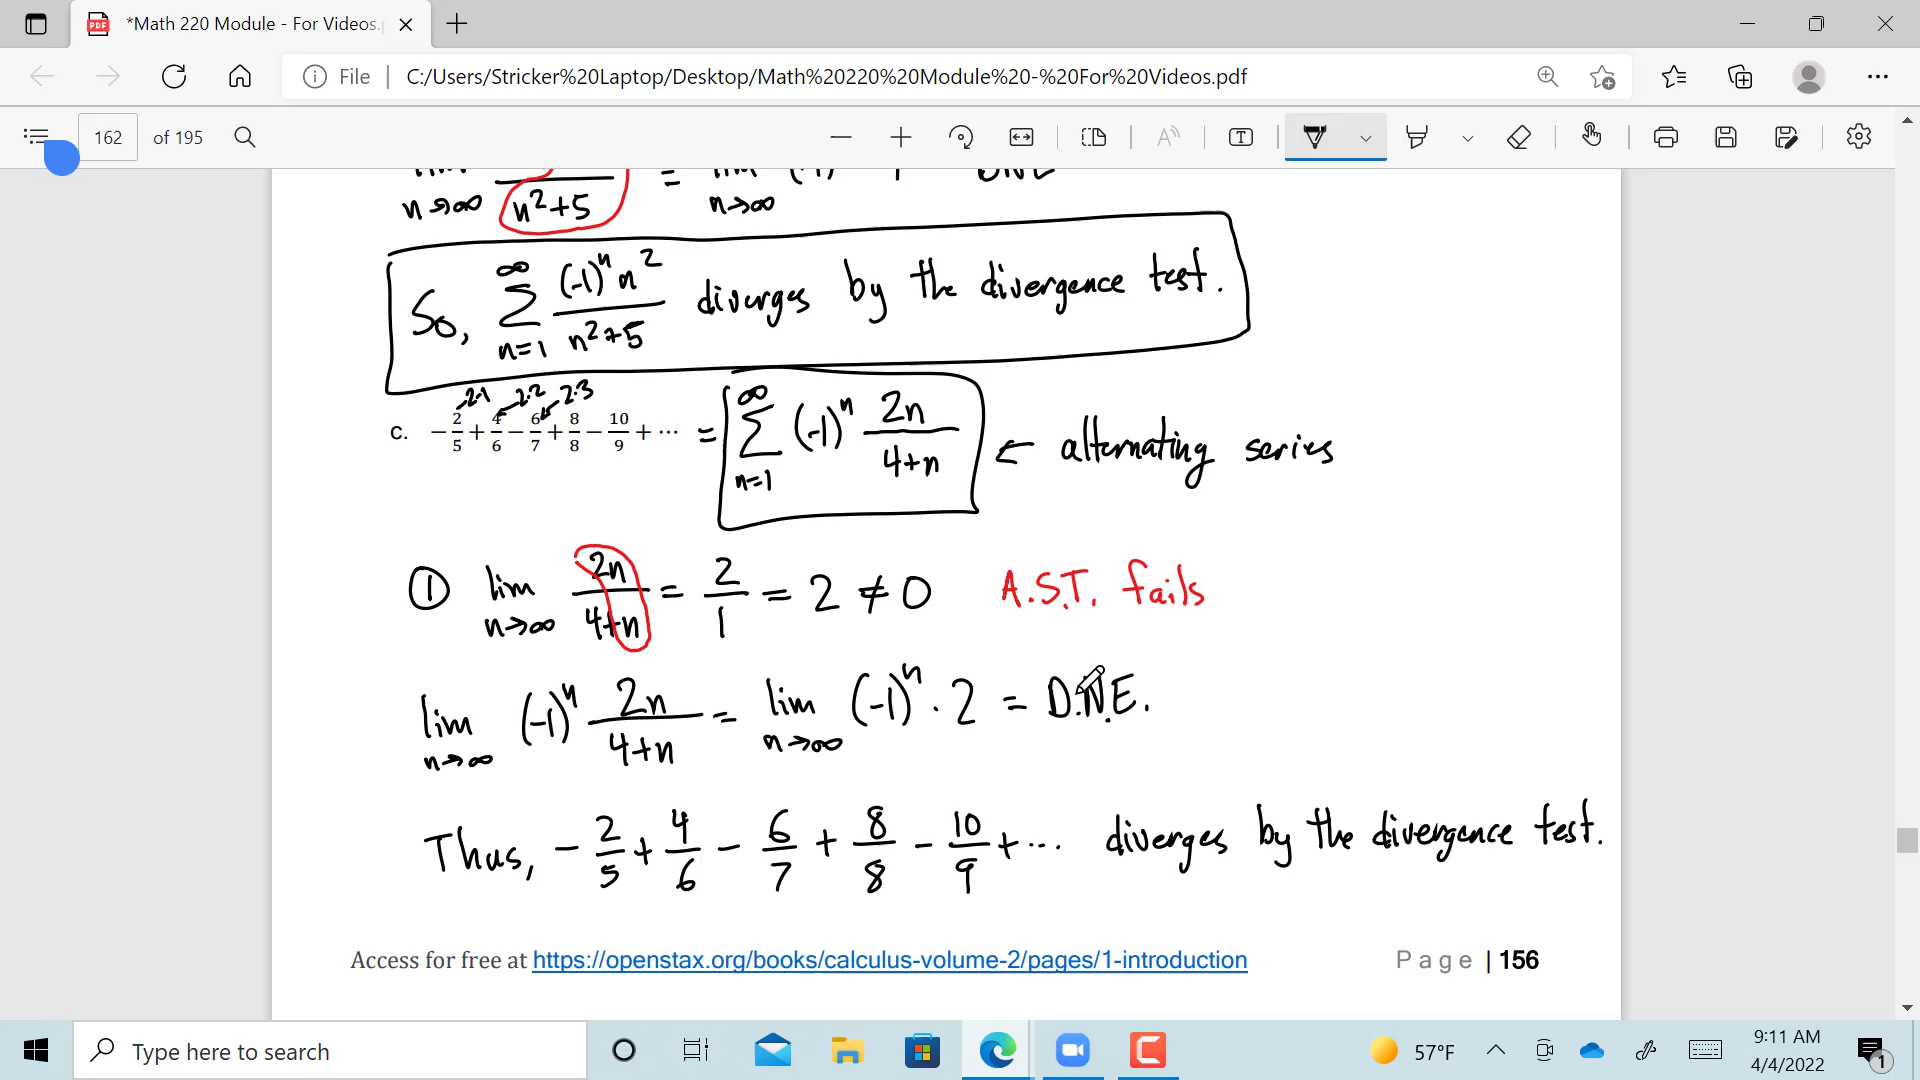 *Math 220 Module - For Videos.p
File C:/Users/Stricker%20Laptop/Desktop/Math%20220%20Module%20-%20For%20Videos.pdf
162 of 195
lim n→∞ / n²+5 = lim n→∞ (-1) 1 DNE
So, ∞ Σ n=1 (-1)ⁿ n² / n²+5 diverges by the divergence test.
2·1 2·2 2·3
c. − 2/5 + 4/6 − 6/7 + 8/8 − 10/9 + ⋯ = ∞ Σ n=1 (-1)ⁿ 2n / 4+n ← alternating series
① lim n→∞ 2n / 4+n = 2/1 = 2 ≠ 0 A.S.T. fails
lim n→∞ (-1)ⁿ 2n / 4+n = lim n→∞ (-1)ⁿ · 2 = D.N.E.
Thus, − 2/5 + 4/6 − 6/7 + 8/8 − 10/9 + ... diverges by the divergence test.
Access for free at https://openstax.org/books/calculus-volume-2/pages/1-introduction Page | 156
Type here to search
57°F
9:11 AM
4/4/2022
1